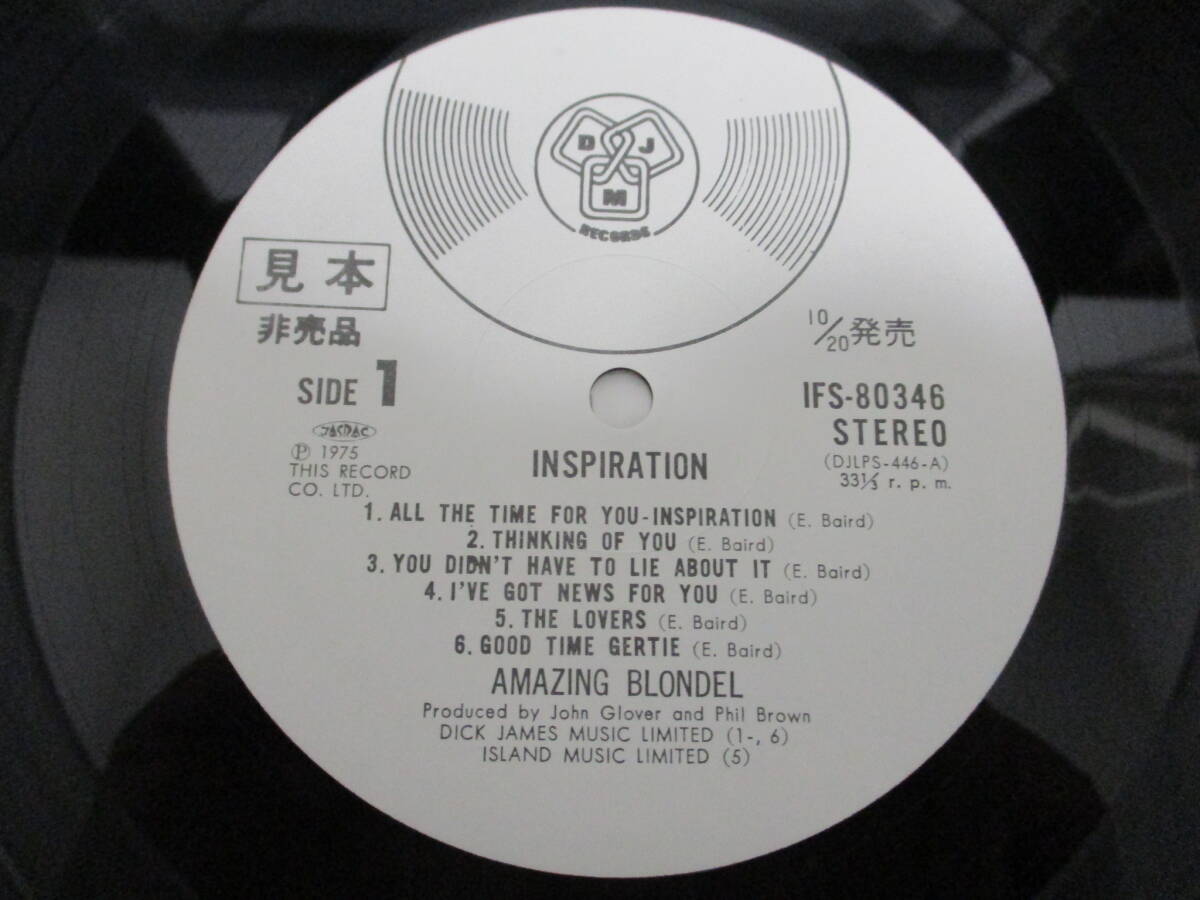 D J
M
RECORDS
見本
非売品
10/20発売
SIDE 1
IFS-80346
STEREO
(DJLPS-446-A)
33⅓ r. p. m.
JASRAC
Ⓟ 1975
THIS RECORD
CO. LTD.
INSPIRATION
1. ALL THE TIME FOR YOU-INSPIRATION (E. Baird)
2. THINKING OF YOU (E. Baird)
3. YOU DIDN'T HAVE TO LIE ABOUT IT (E. Baird)
4. I'VE GOT NEWS FOR YOU (E. Baird)
5. THE LOVERS (E. Baird)
6. GOOD TIME GERTIE (E. Baird)
AMAZING BLONDEL
Produced by John Glover and Phil Brown
DICK JAMES MUSIC LIMITED (1-, 6)
ISLAND MUSIC LIMITED (5)